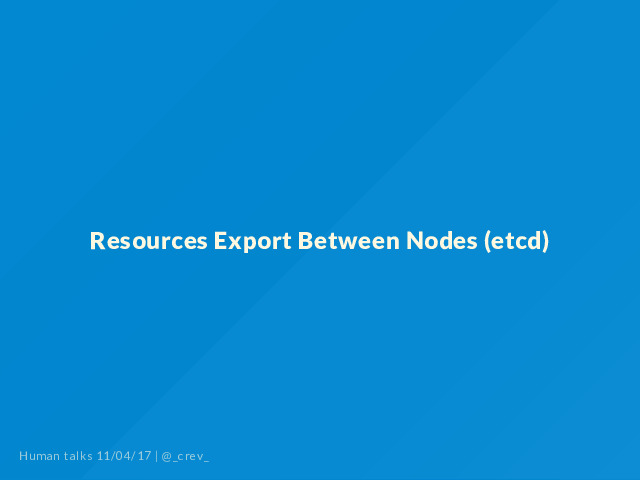 Resources Export Between Nodes (etcd)
Human talks 11/04/17 | @_crev_